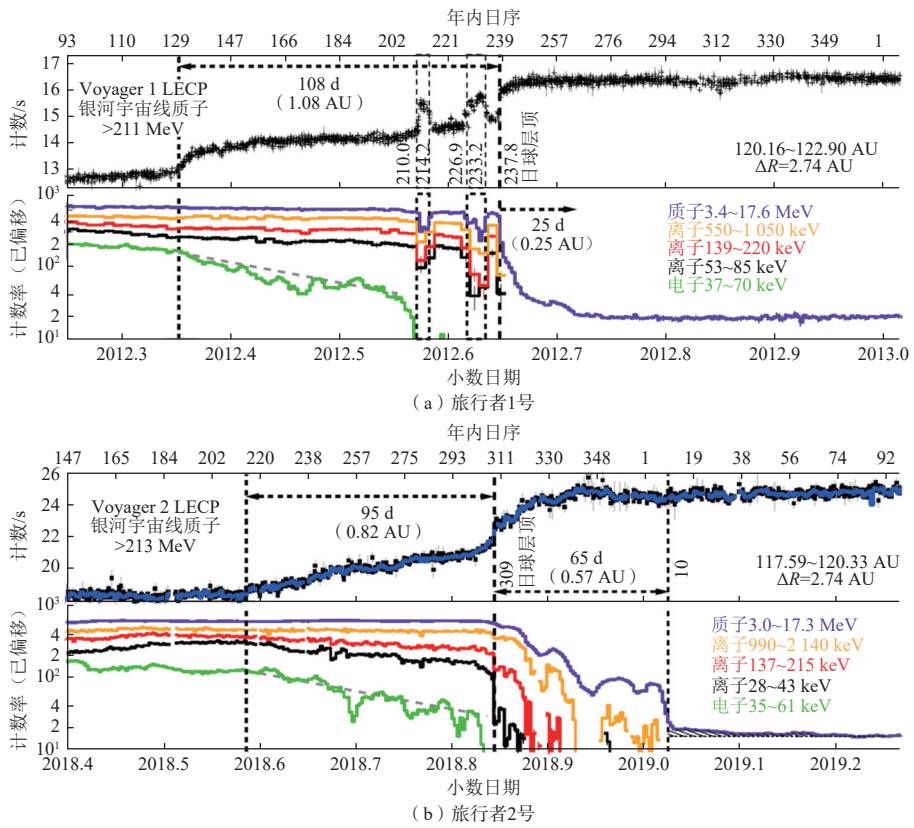 年内日序
93 110 129 147 166 184 202 221 239 257 276 294 312 330 349 1
17
16
15
14
13
计数/s
Voyager 1 LECP
银河宇宙线质子
>211 MeV
108 d
(1.08 AU)
210.0
214.2
226.9
233.2
237.8
日球层顶
120.16~122.90 AU
ΔR=2.74 AU
10³
4
2
10²
4
2
10¹
计数率（已偏移）
25 d
(0.25 AU)
质子3.4~17.6 MeV
离子550~1 050 keV
离子139~220 keV
离子53~85 keV
电子37~70 keV
2012.3 2012.4 2012.5 2012.6 2012.7 2012.8 2012.9 2013.0
小数日期
（a）旅行者1号
年内日序
147 165 184 202 220 238 257 275 293 311 330 348 1 19 38 56 74 92
26
24
22
20
18
计数/s
Voyager 2 LECP
银河宇宙线质子
>213 MeV
95 d
(0.82 AU)
309
日球层顶
65 d
(0.57 AU)
10
117.59~120.33 AU
ΔR=2.74 AU
10³
4
2
10²
4
2
10¹
计数率（已偏移）
质子3.0~17.3 MeV
离子990~2 140 keV
离子137~215 keV
离子28~43 keV
电子35~61 keV
2018.4 2018.5 2018.6 2018.7 2018.8 2018.9 2019.0 2019.1 2019.2
小数日期
（b）旅行者2号